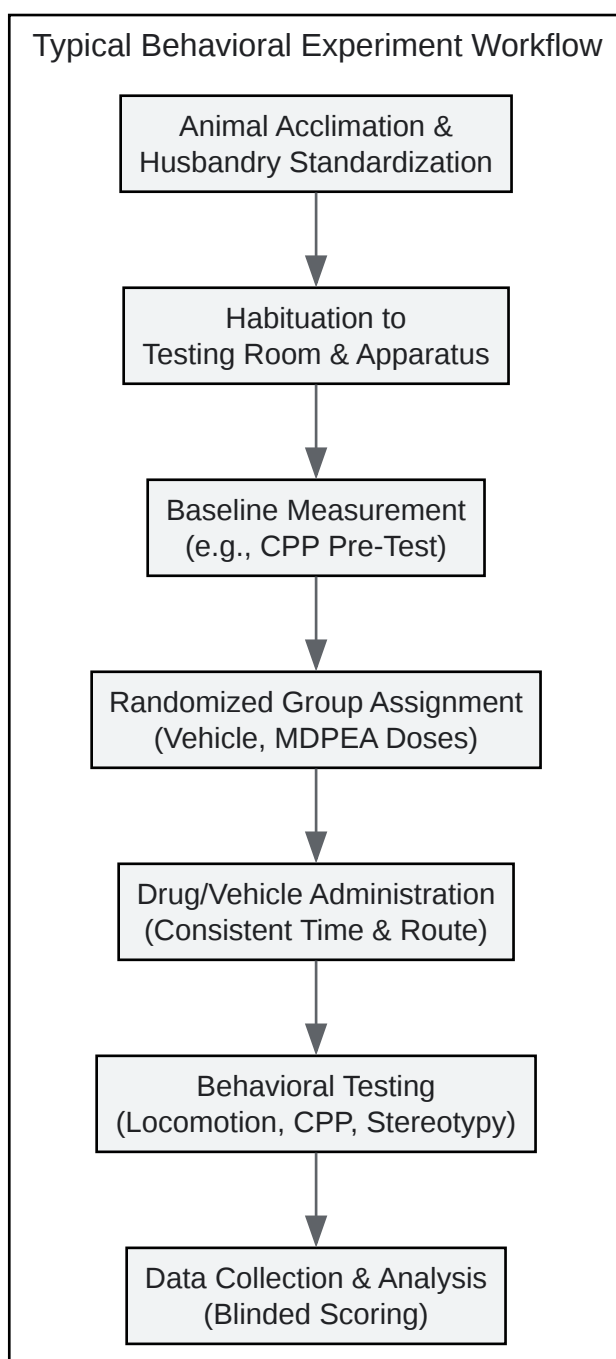 Typical Behavioral Experiment Workflow
Animal Acclimation &
Husbandry Standardization
Habituation to
Testing Room & Apparatus
Baseline Measurement
(e.g., CPP Pre-Test)
Randomized Group Assignment
(Vehicle, MDPEA Doses)
Drug/Vehicle Administration
(Consistent Time & Route)
Behavioral Testing
(Locomotion, CPP, Stereotypy)
Data Collection & Analysis
(Blinded Scoring)